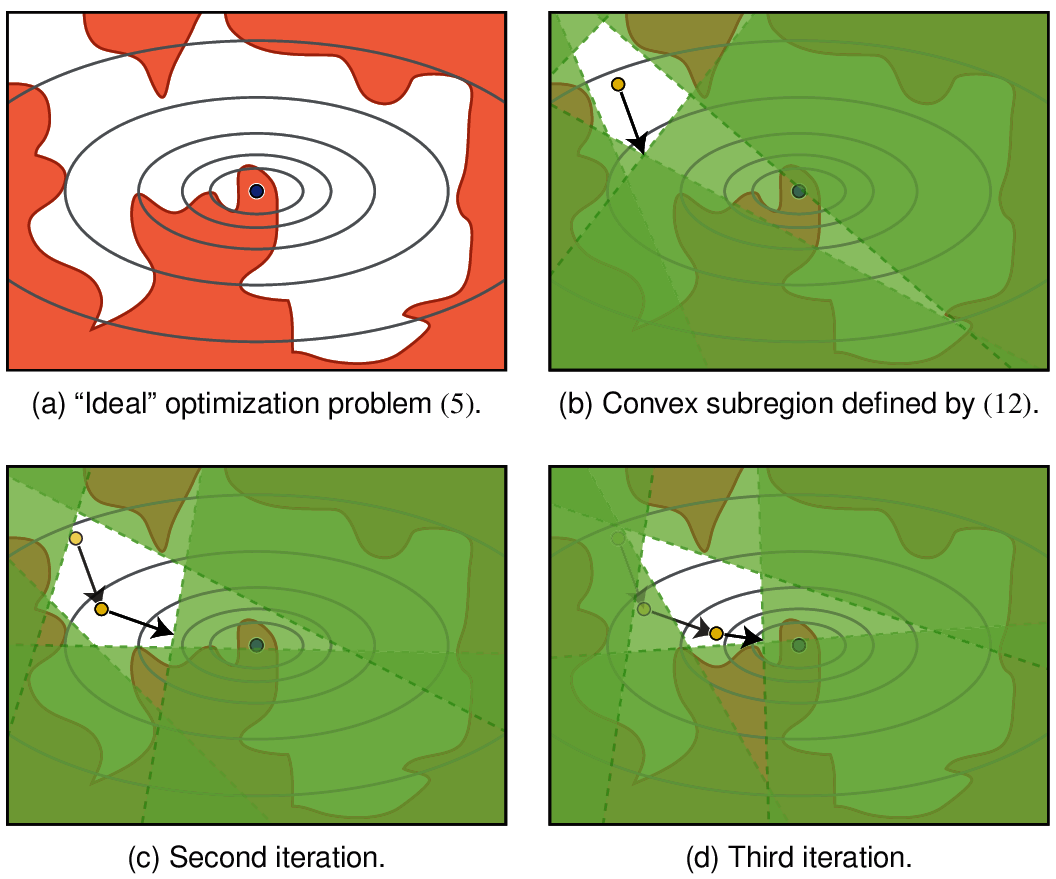 (a) “Ideal” optimization problem (5).
(b) Convex subregion defined by (12).
(c) Second iteration.
(d) Third iteration.